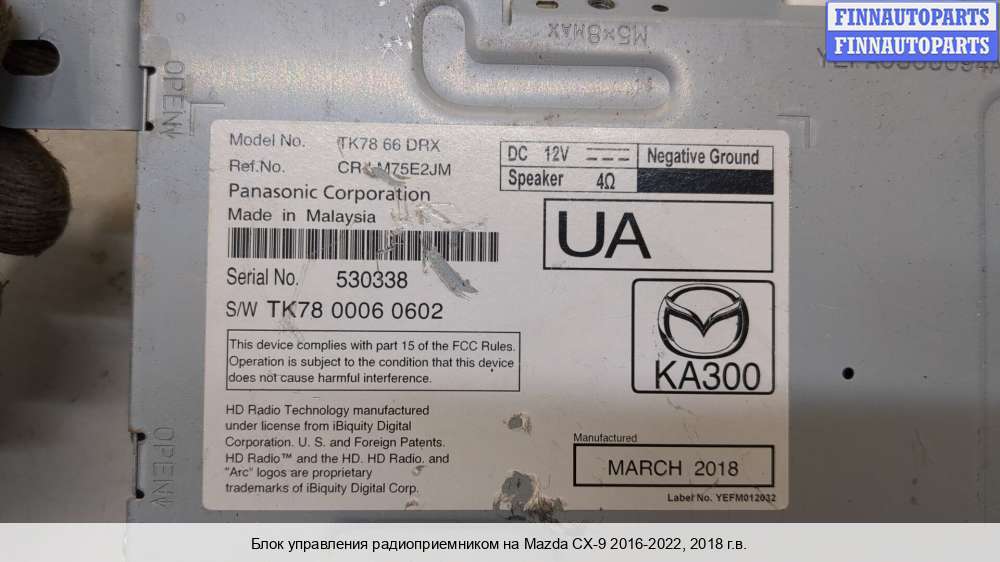 FINNAUTOPARTS
FINNAUTOPARTS
M5×8MAX
OPEN
Model No. TK78 66 DRX
Ref.No. M75E2JM
Panasonic Corporation
Made in Malaysia
DC 12V Negative Ground
Speaker 4Ω
UA
Serial No. 530338
S/W TK78 0006 0602
KA300
This device complies with part 15 of the FCC Rules.
Operation is subject to the condition that this device
does not cause harmful interference.
HD Radio Technology manufactured
under license from iBiquity Digital
Corporation. U. S. and Foreign Patents.
HD Radio™ and the HD. HD Radio. and
"Arc" logos are proprietary
trademarks of iBiquity Digital Corp.
OPEN
Manufactured
MARCH 2018
Label No. YEFM012032
Блок управления радиоприемником на Mazda CX-9 2016-2022, 2018 г.в.